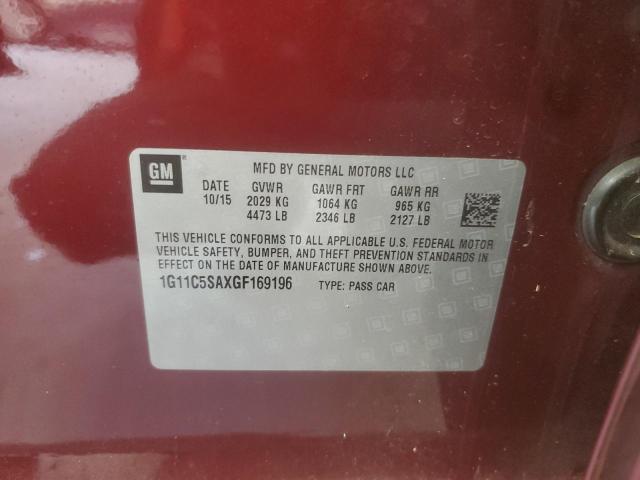 GM ® MFD BY GENERAL MOTORS LLC
DATE GVWR GAWR FRT GAWR RR
10/15 2029 KG 1064 KG 965 KG
4473 LB 2346 LB 2127 LB
THIS VEHICLE CONFORMS TO ALL APPLICABLE U.S. FEDERAL MOTOR
VEHICLE SAFETY, BUMPER, AND THEFT PREVENTION STANDARDS IN
EFFECT ON THE DATE OF MANUFACTURE SHOWN ABOVE.
1G11C5SAXGF169196 TYPE: PASS CAR